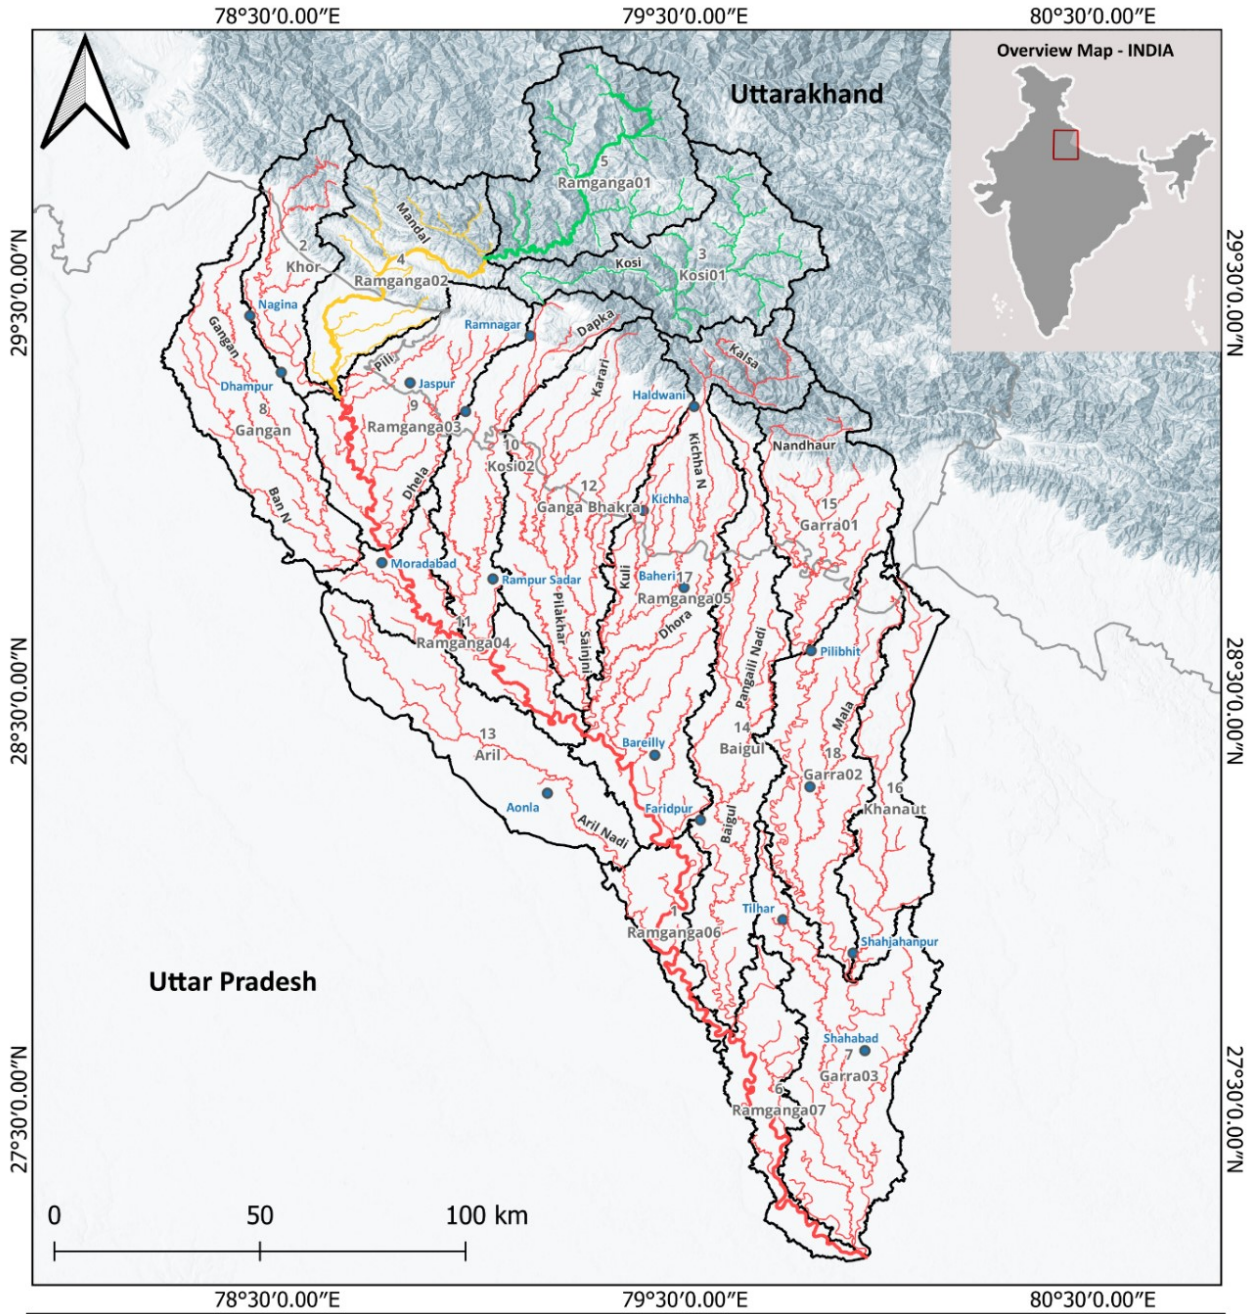 78°30′0.00″E
79°30′0.00″E
80°30′0.00″E
Overview Map - INDIA
Uttarakhand
5
Ramganga01
Mandal
2
Khor
4
Ramganga02
Kosi
3
Kosi01
29°30′0.00″N
29°30′0.00″N
Nagina
Gangan
Ramnagar
Dapka
Pili
Kalsa
Karari
Dhampur
Jaspur
Haldwani
8
Gangan
9
Ramganga03
10
Kosi02
Nandhaur
Kichha N
Dhela
12
Ganga Bhakra
Kichha
Ban N
15
Garra01
Moradabad
Rampur Sadar
Kuli
Baheri
17
Ramganga05
Pilakhar
Sainjni
Dhora
11
Ramganga04
Pangaili Nadi
Pilibhit
28°30′0.00″N
28°30′0.00″N
Mala
13
Aril
Bareilly
14
Baigul
18
Garra02
16
Khanaut
Aonla
Faridpur
Aril Nadi
Baigul
1
Ramganga06
Tilhar
Shahjahanpur
Uttar Pradesh
Shahabad
7
Garra03
6
Ramganga07
27°30′0.00″N
27°30′0.00″N
0
50
100 km
78°30′0.00″E
79°30′0.00″E
80°30′0.00″E